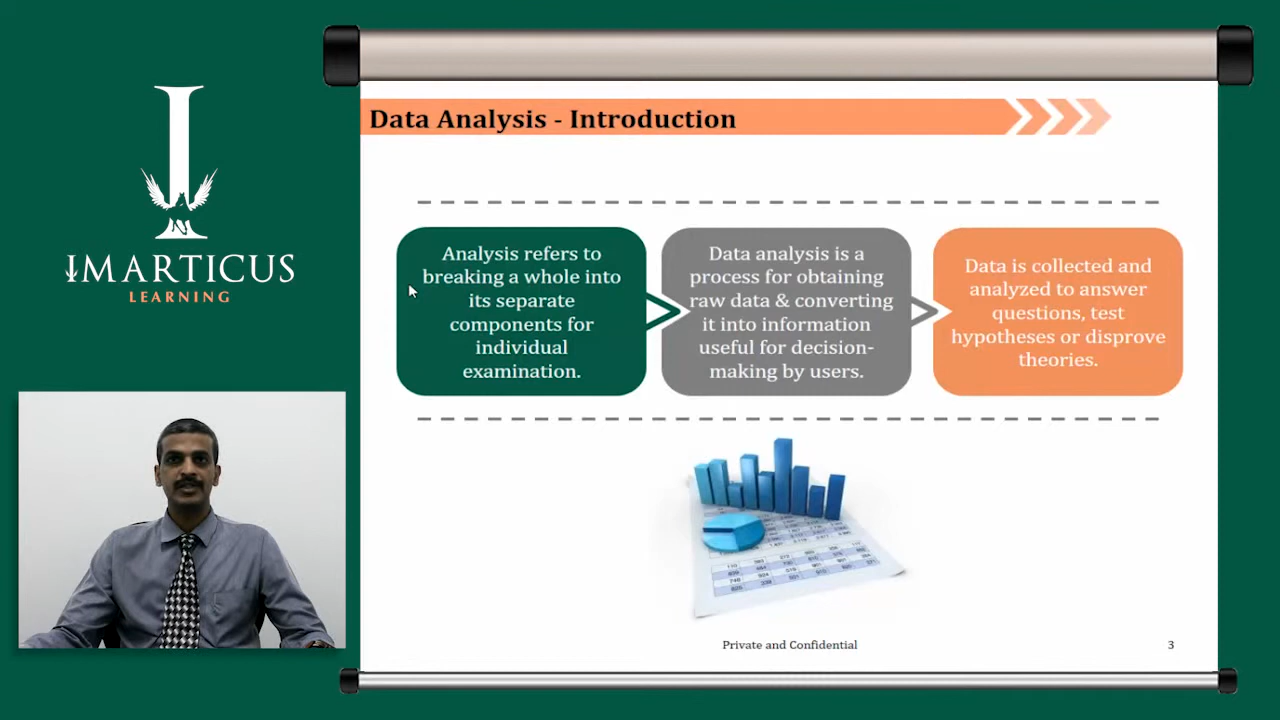 IMARTICUS
LEARNING
Data Analysis - Introduction
Analysis refers to
breaking a whole into
its separate
components for
individual
examination.
Data analysis is a
process for obtaining
raw data & converting
it into information
useful for decision-
making by users.
Data is collected and
analyzed to answer
questions, test
hypotheses or disprove
theories.
Private and Confidential
3